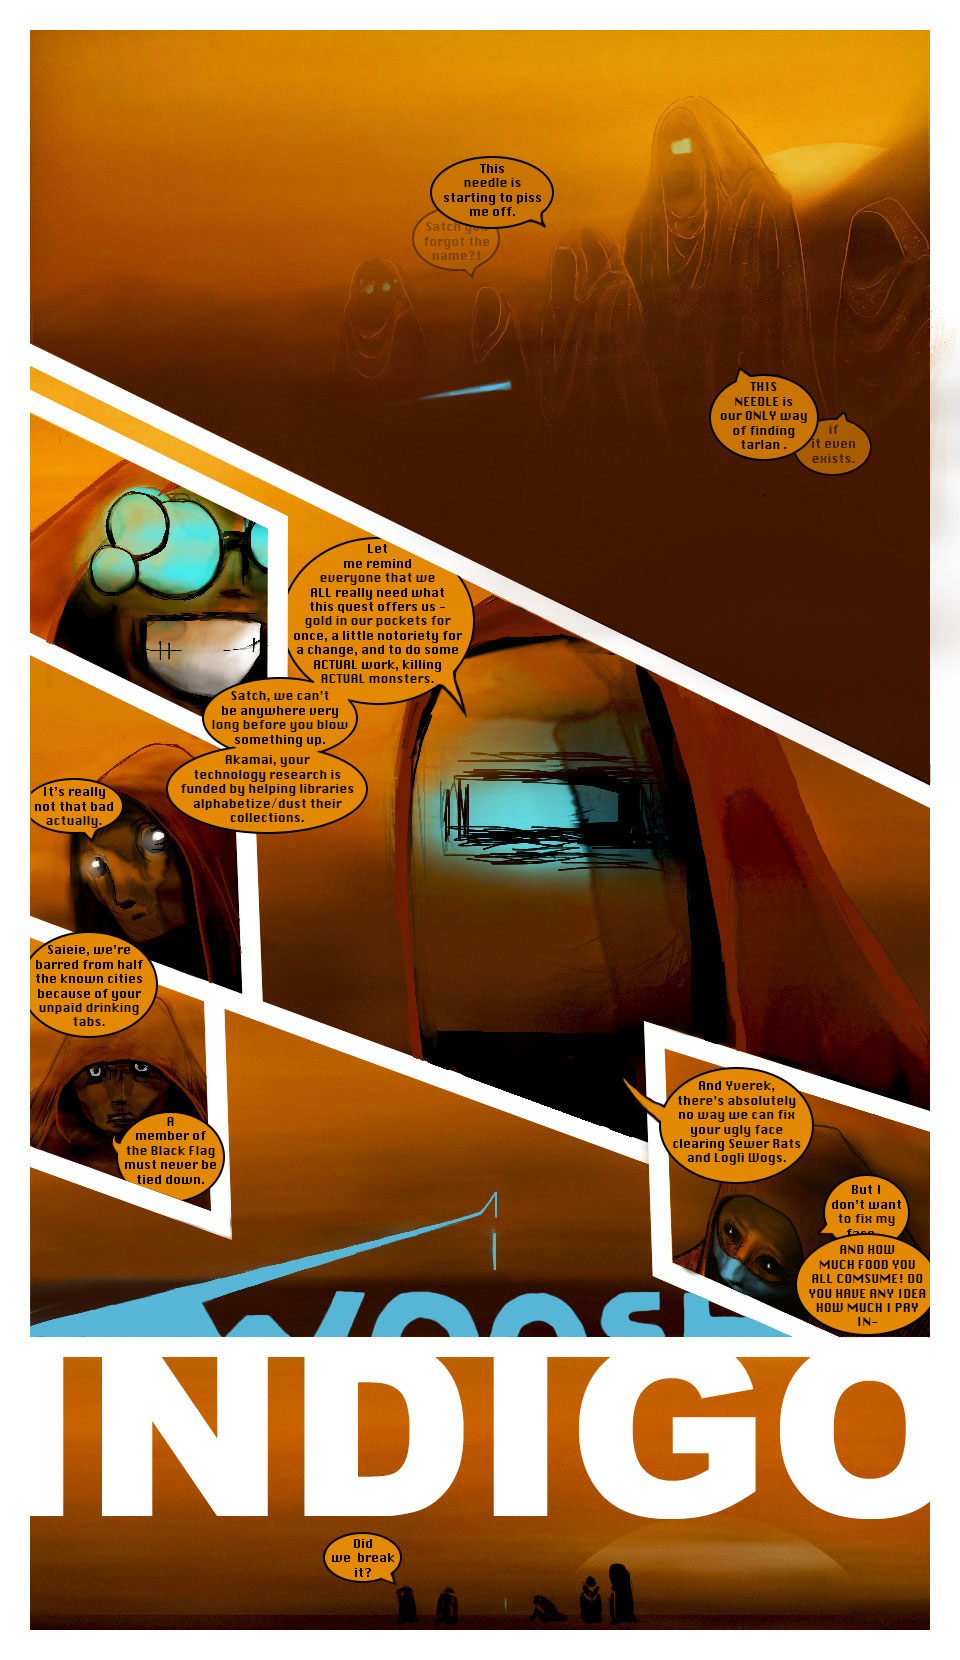 This
needle is
starting to piss
me off.
Satch you
forgot the
name?!
THIS
NEEDLE is
our ONLY way
of finding
tarlan .
if
it even
exists.
Let
me remind
everyone that we
ALL really need what
this quest offers us -
gold in our pockets for
once, a little notoriety for
a change, and to do some
ACTUAL work, killing
ACTUAL monsters.
Satch, we can't
be anywhere very
long before you blow
something up.
Akamai, your
technology research is
funded by helping libraries
alphabetize/dust their
collections.
It's really
not that bad
actually.
Saieie, we're
barred from half
the known cities
because of your
unpaid drinking
tabs.
A
member of
the Black Flag
must never be
tied down.
And Yverek,
there's absolutely
no way we can fix
your ugly face
clearing Sewer Rats
and Logli Wogs.
But I
don't want
to fix my
face
AND HOW
MUCH FOOD YOU
ALL COMSUME! DO
YOU HAVE ANY IDEA
HOW MUCH I PAY
IN-
WOOSH
INDIGO
Did
we break
it?